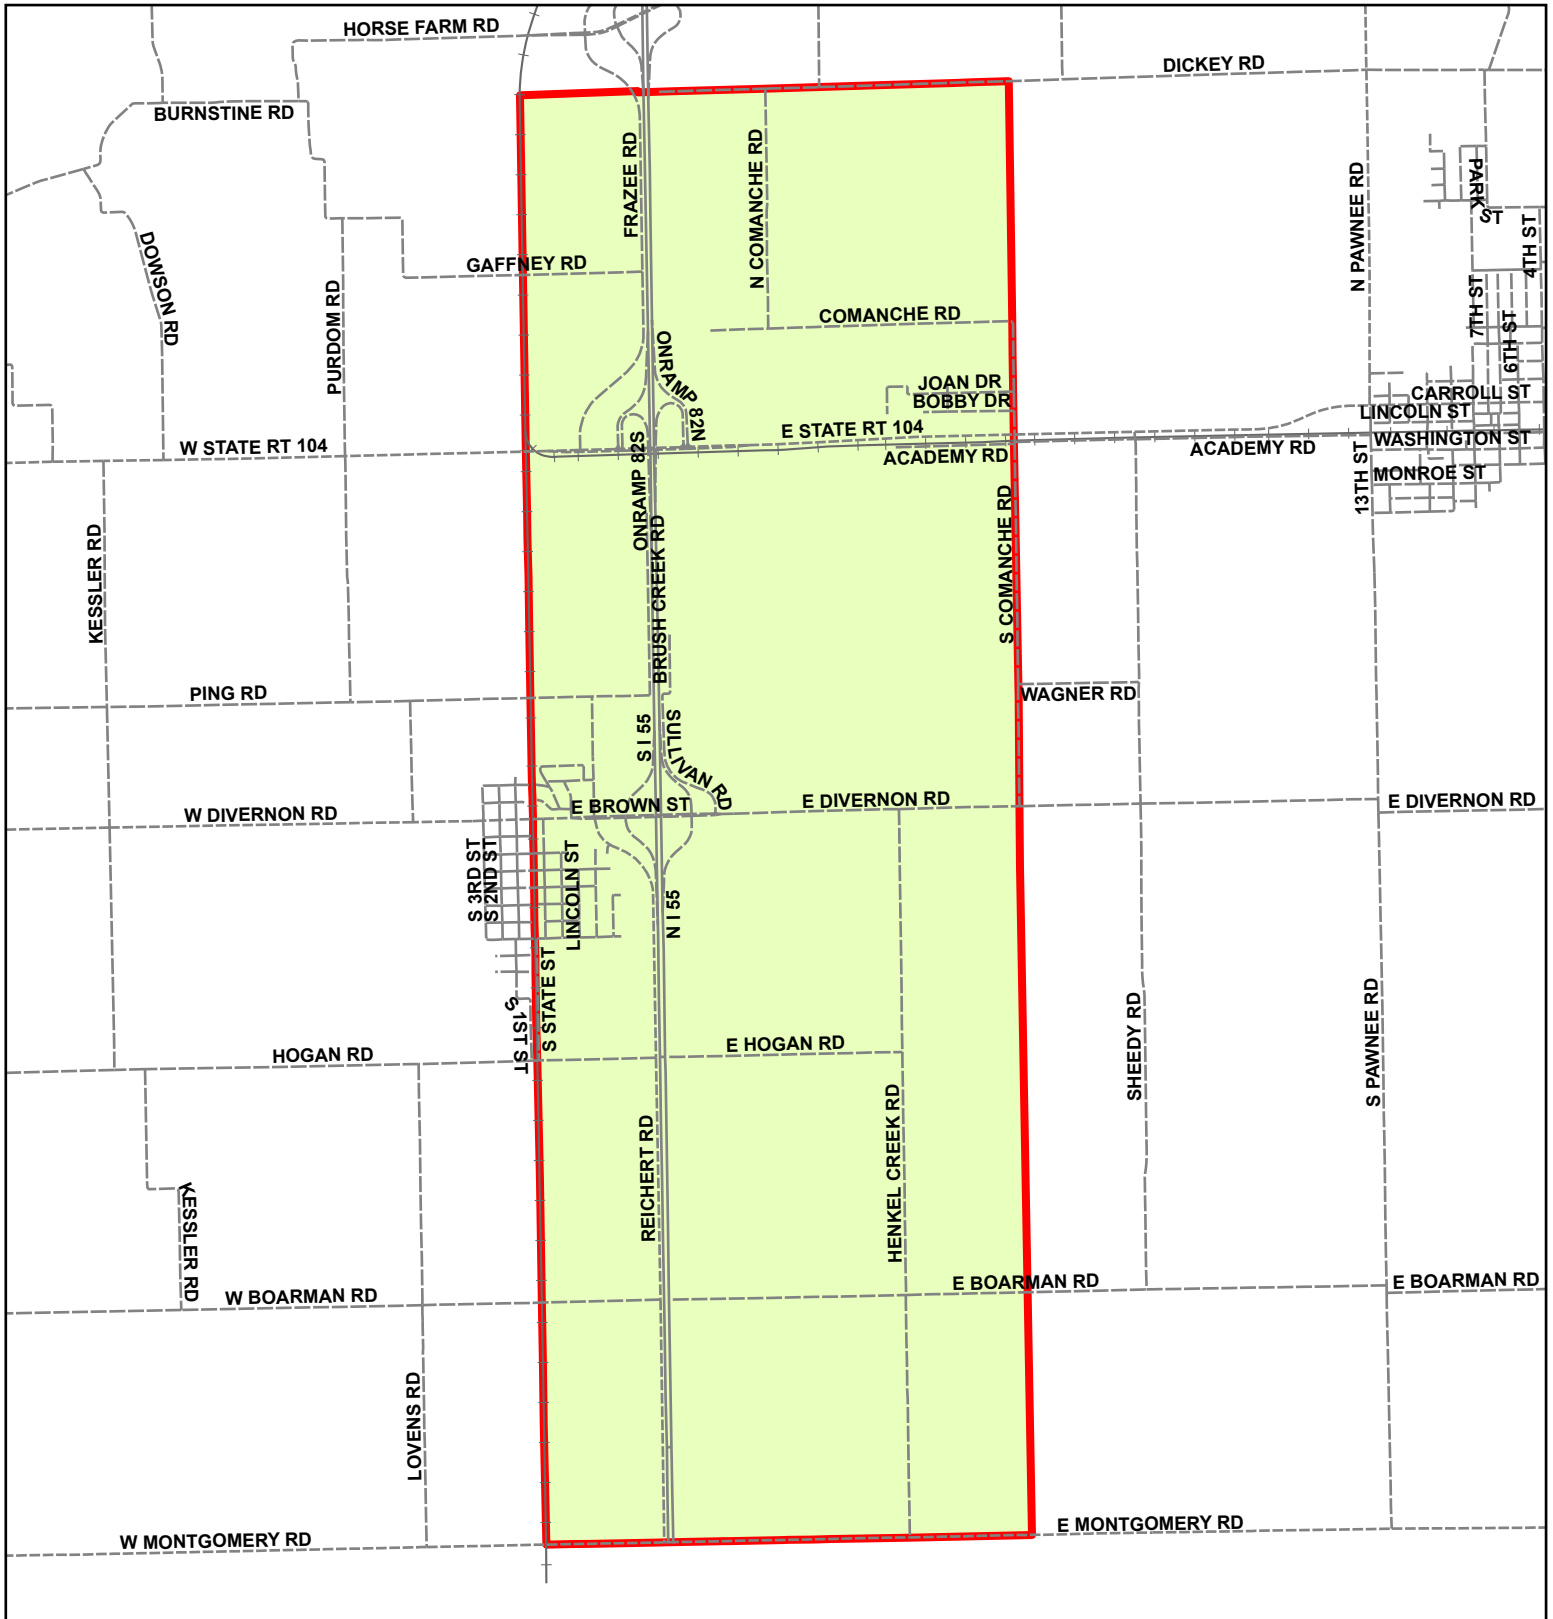 HORSE FARM RD
DICKEY RD
BURNSTINE RD
FRAZEE RD
N COMANCHE RD
N PAWNEE RD
PARK ST
4TH ST
DOWSON RD
GAFFNEY RD
PURDOM RD
7TH ST
6TH ST
COMANCHE RD
ONRAMP 82N
JOAN DR
BOBBY DR
CARROLL ST
LINCOLN ST
E STATE RT 104
W STATE RT 104
WASHINGTON ST
ACADEMY RD
ACADEMY RD
MONROE ST
13TH ST
ONRAMP 82S
BRUSH CREEK RD
S COMANCHE RD
KESSLER RD
PING RD
WAGNER RD
S I 55
SULLIVAN RD
E BROWN ST
E DIVERNON RD
E DIVERNON RD
W DIVERNON RD
S 3RD ST
S 2ND ST
LINCOLN ST
N I 55
S STATE ST
S 1ST ST
HOGAN RD
E HOGAN RD
SHEEDY RD
S PAWNEE RD
REICHERT RD
HENKEL CREEK RD
KESSLER RD
W BOARMAN RD
E BOARMAN RD
E BOARMAN RD
LOVENS RD
W MONTGOMERY RD
E MONTGOMERY RD